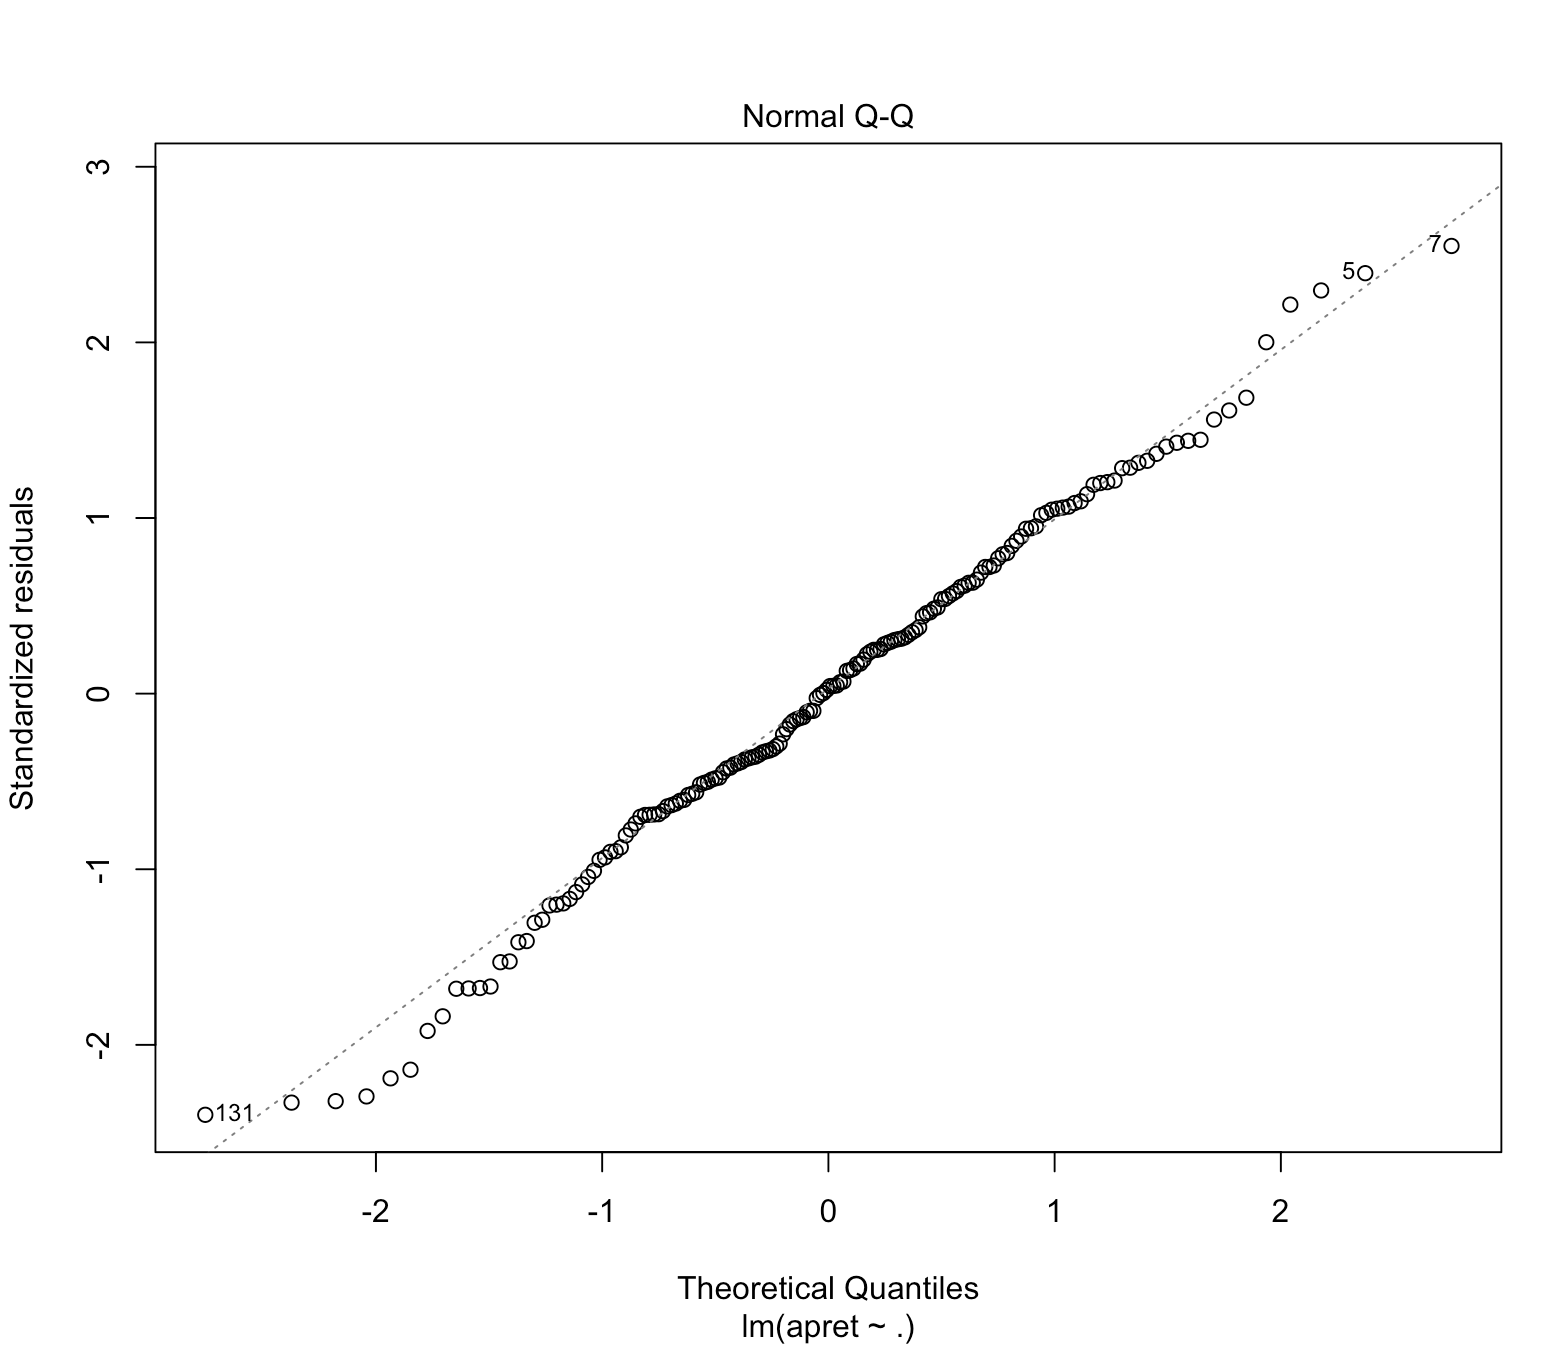 Normal Q-Q
3
2
1
0
-1
-2
Standardized residuals
7
5
131
-2 -1 0 1 2
Theoretical Quantiles
lm(apret ~ .)